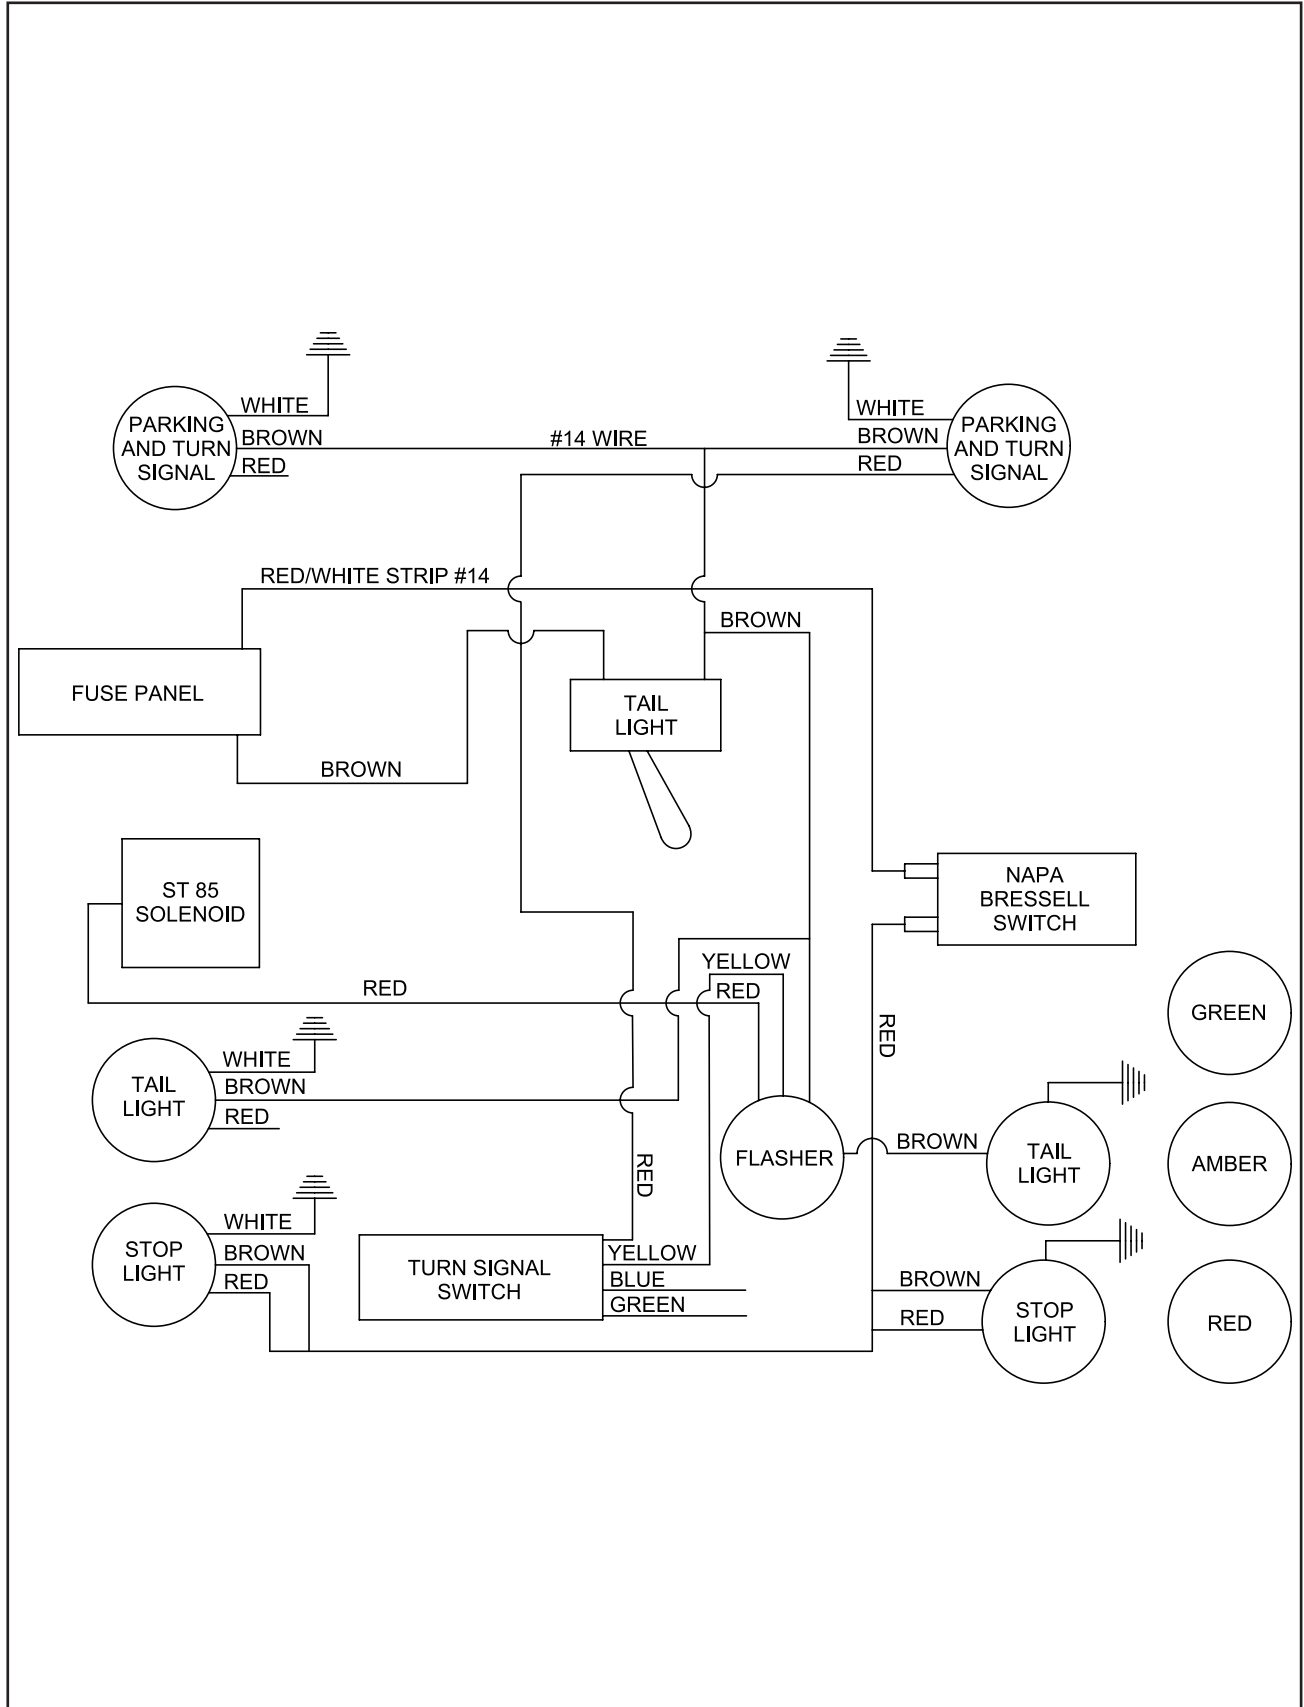 WHITE
PARKING
AND TURN
SIGNAL
BROWN
RED
#14 WIRE
WHITE
BROWN
RED
PARKING
AND TURN
SIGNAL
RED/WHITE STRIP #14
BROWN
FUSE PANEL
TAIL
LIGHT
BROWN
ST 85
SOLENOID
NAPA
BRESSELL
SWITCH
YELLOW
RED
RED
RED
GREEN
WHITE
TAIL
LIGHT
BROWN
RED
RED
FLASHER
BROWN
TAIL
LIGHT
AMBER
WHITE
STOP
LIGHT
BROWN
RED
TURN SIGNAL
SWITCH
YELLOW
BLUE
GREEN
BROWN
RED
STOP
LIGHT
RED